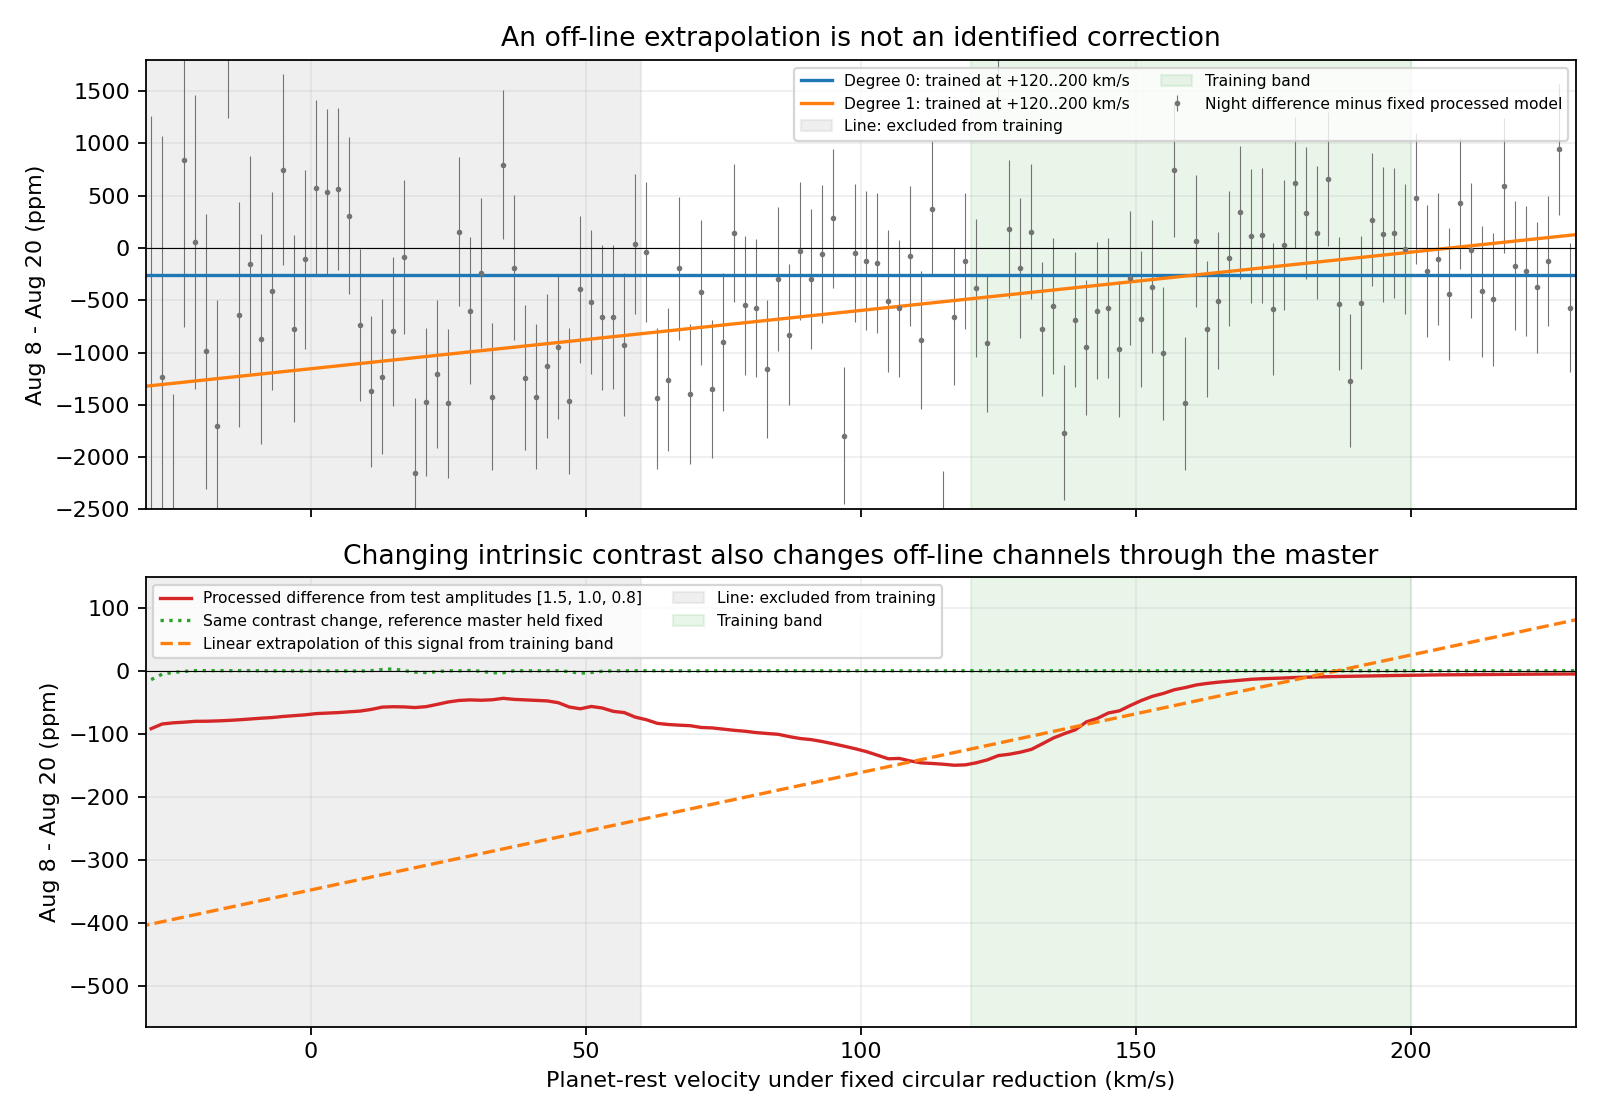 An off-line extrapolation is not an identified correction
Aug 8 - Aug 20 (ppm)
1500
1000
500
0
−500
−1000
−1500
−2000
−2500
Degree 0: trained at +120..200 km/s
Degree 1: trained at +120..200 km/s
Line: excluded from training
Training band
Night difference minus fixed processed model
Changing intrinsic contrast also changes off-line channels through the master
Aug 8 - Aug 20 (ppm)
100
0
−100
−200
−300
−400
−500
Processed difference from test amplitudes [1.5, 1.0, 0.8]
Same contrast change, reference master held fixed
Linear extrapolation of this signal from training band
Line: excluded from training
Training band
0 50 100 150 200
Planet-rest velocity under fixed circular reduction (km/s)